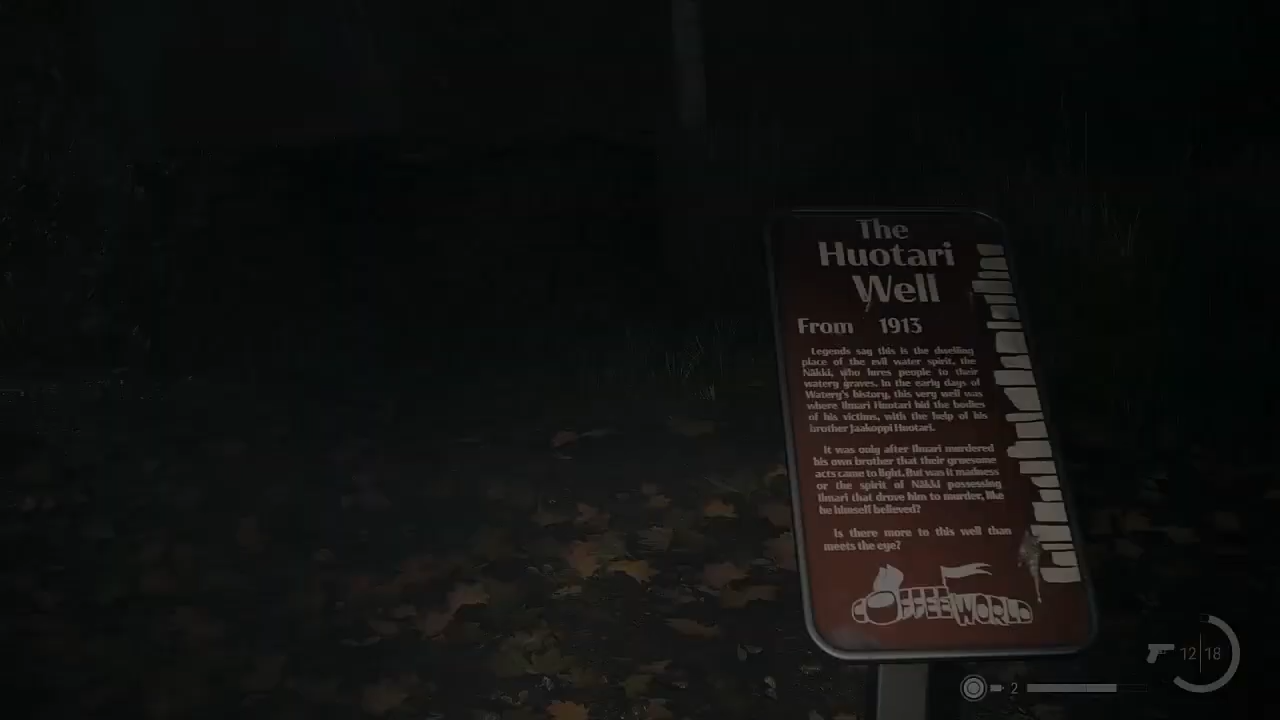 The
Huotari
Well
From 1913
Legends say this is the dwelling
place of the evil water spirit, the
Näkki, who lures people to their
watery graves. In the early days of
Watery's history, this very well was
where Ilmari Huotari hid the bodies
of his victims, with the help of his
brother Jaakoppi Huotari.
It was only after Ilmari murdered
his own brother that their gruesome
acts came to light. But was it madness
or the spirit of Näkki possessing
Ilmari that drove him to murder, like
he himself believed?
Is there more to this well than
meets the eye?
COFFEE WORLD
12 18
2